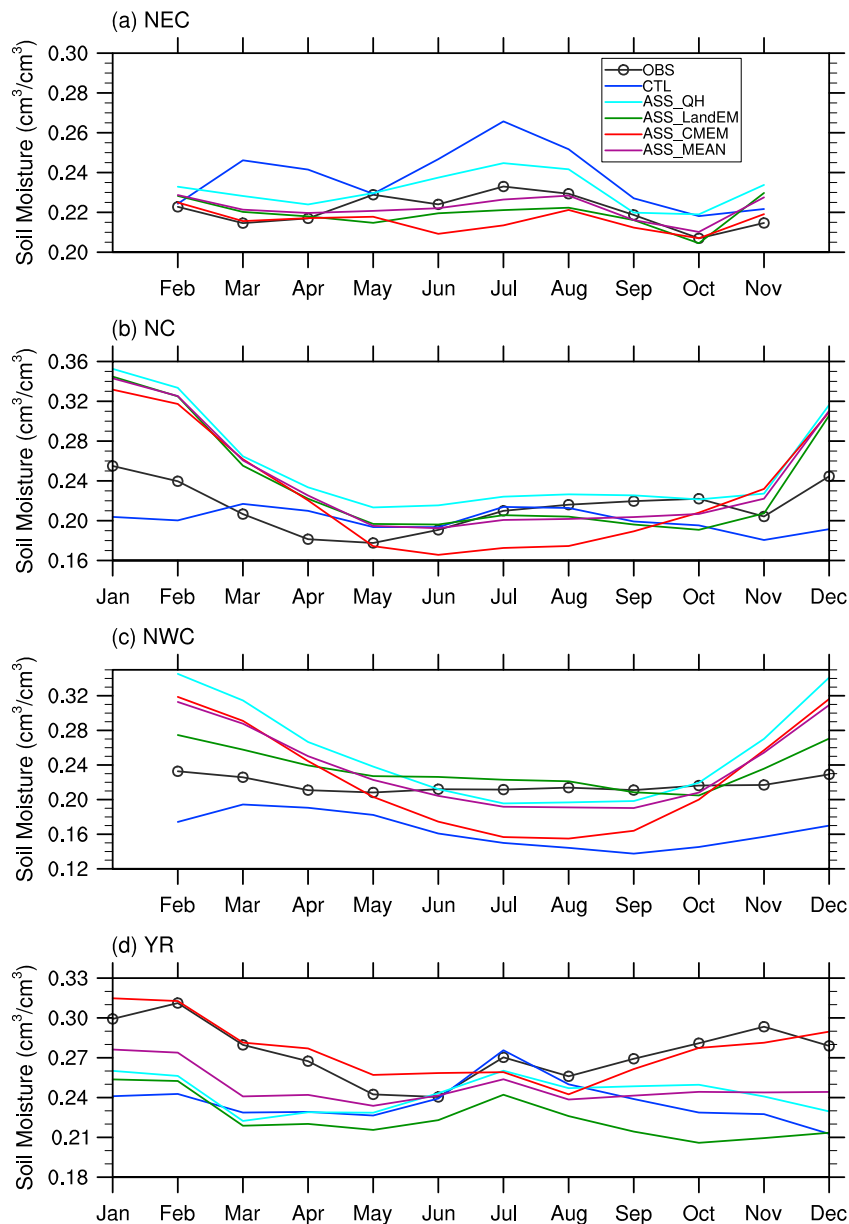 (a) NEC
Soil Moisture (cm³/cm³)
0.30
0.28
0.26
0.24
0.22
0.20
OBS
CTL
ASS_QH
ASS_LandEM
ASS_CMEM
ASS_MEAN
Feb Mar Apr May Jun Jul Aug Sep Oct Nov
(b) NC
Soil Moisture (cm³/cm³)
0.36
0.32
0.28
0.24
0.20
0.16
Jan Feb Mar Apr May Jun Jul Aug Sep Oct Nov Dec
(c) NWC
Soil Moisture (cm³/cm³)
0.32
0.28
0.24
0.20
0.16
0.12
Feb Mar Apr May Jun Jul Aug Sep Oct Nov Dec
(d) YR
Soil Moisture (cm³/cm³)
0.33
0.30
0.27
0.24
0.21
0.18
Jan Feb Mar Apr May Jun Jul Aug Sep Oct Nov Dec